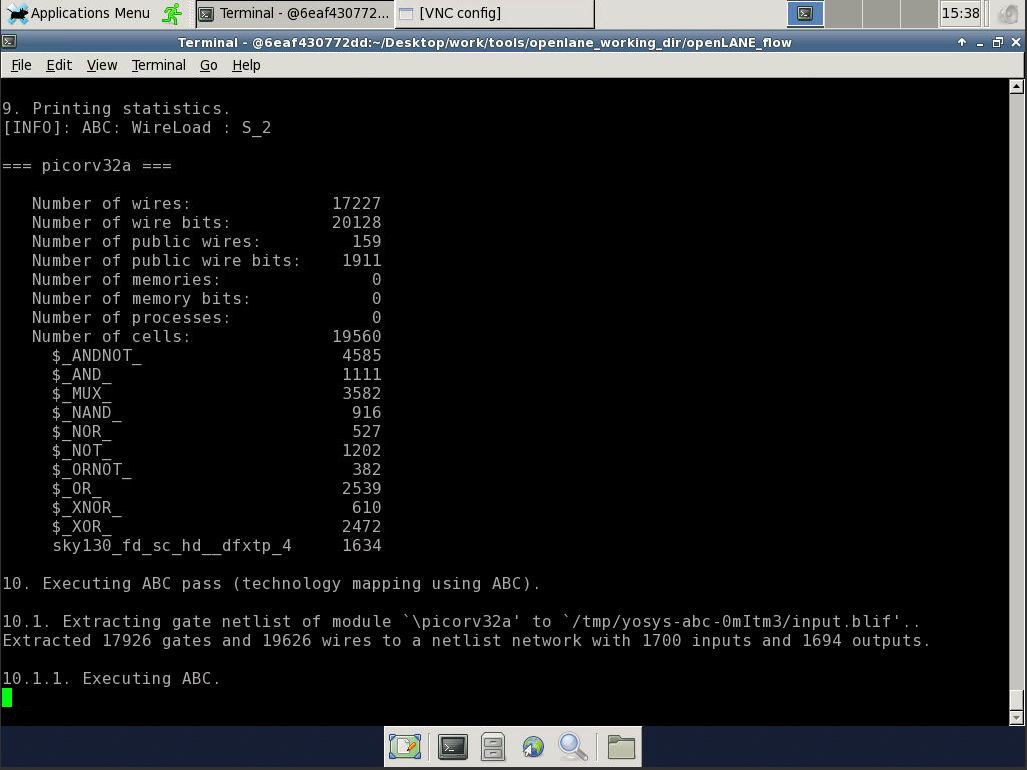 Applications Menu
Terminal - @6eaf430772...
[VNC config]
15:38
Terminal - @6eaf430772dd:~/Desktop/work/tools/openlane_working_dir/openLANE_flow
File Edit View Terminal Go Help
9. Printing statistics.
[INFO]: ABC: WireLoad : S_2
=== picorv32a ===
Number of wires: 17227
Number of wire bits: 20128
Number of public wires: 159
Number of public wire bits: 1911
Number of memories: 0
Number of memory bits: 0
Number of processes: 0
Number of cells: 19560
$_ANDNOT_ 4585
$_AND_ 1111
$_MUX_ 3582
$_NAND_ 916
$_NOR_ 527
$_NOT_ 1202
$_ORNOT_ 382
$_OR_ 2539
$_XNOR_ 610
$_XOR_ 2472
sky130_fd_sc_hd__dfxtp_4 1634
10. Executing ABC pass (technology mapping using ABC).
10.1. Extracting gate netlist of module `\picorv32a' to `/tmp/yosys-abc-0mItm3/input.blif'..
Extracted 17926 gates and 19626 wires to a netlist network with 1700 inputs and 1694 outputs.
10.1.1. Executing ABC.